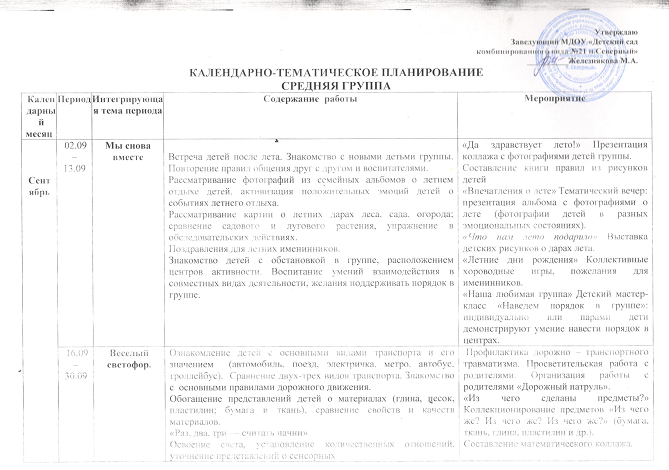 Утверждаю
Заведующий МДОУ «Детский сад
комбинированного вида №21 п.Северный»
Железнякова М.А.
КАЛЕНДАРНО-ТЕМАТИЧЕСКОЕ ПЛАНИРОВАНИЕ
СРЕДНЯЯ ГРУППА
Кален
дарны
й
месяц
Период
Интегрирующа
я тема периода
Содержание работы
Мероприятие
Сент
ябрь
02.09
–
13.09
Мы снова
вместе
Встреча детей после лета. Знакомство с новыми детьми группы.
Повторение правил общения друг с другом и воспитателями.
Рассматривание фотографий из семейных альбомов о летнем
отдыхе детей, активизация положительных эмоций детей о
событиях летнего отдыха.
Рассматривание картин о летних дарах леса, сада, огорода;
сравнение садового и лугового растения, упражнение в
обследовательских действиях.
Поздравления для летних именинников.
Знакомство детей с обстановкой в группе, расположением
центров активности. Воспитание умений взаимодействия в
совместных видах деятельности, желания поддерживать порядок в
группе.
«Да здравствует лето!» Презентация
коллажа с фотографиями детей группы.
Составление книги правил из рисунков
детей
«Впечатления о лете» Тематический вечер:
презентация альбома с фотографиями о
лете (фотографии детей в разных
эмоциональных состояниях).
«Что нам лето подарило» Выставка
детских рисунков о дарах лета.
«Летние дни рождения» Коллективные
хороводные игры, пожелания для
именинников.
«Наша любимая группа» Детский мастер-
класс «Наведем порядок в группе»:
индивидуально или парами дети
демонстрируют умение навести порядок в
центрах.
16.09
–
30.09
Веселый
светофор.
Ознакомление детей с основными видами транспорта и его
значением (автомобиль, поезд, электричка, метро, автобус,
троллейбус). Сравнение двух-трех видов транспорта. Знакомство
с основными правилами дорожного движения.
Обогащение представлений детей о материалах (глина, песок,
пластилин; бумага и ткань), сравнение свойств и качеств
материалов.
«Раз, два, три — считать начни»
Освоение счета, установление количественных отношений,
уточнение представлений о сенсорных
Профилактика дорожно – транспортного
травматизма. Просветительская работа с
родителями. Организация работы с
родителями «Дорожный патруль».
«Из чего сделаны предметы?»
Коллекционирование предметов «Из чего
же? Из чего же? Из чего же?» (бумага,
ткань, глина, пластилин и др.).
Составление математического коллажа.